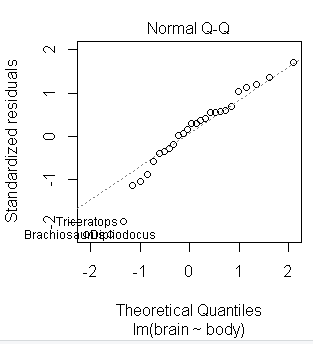 Normal Q-Q
Standardized residuals
2
1
0
-1
-2
Triceratops
Brachiosaurus
Dipliodocus
-2
-1
0
1
2
Theoretical Quantiles
lm(brain ~ body)